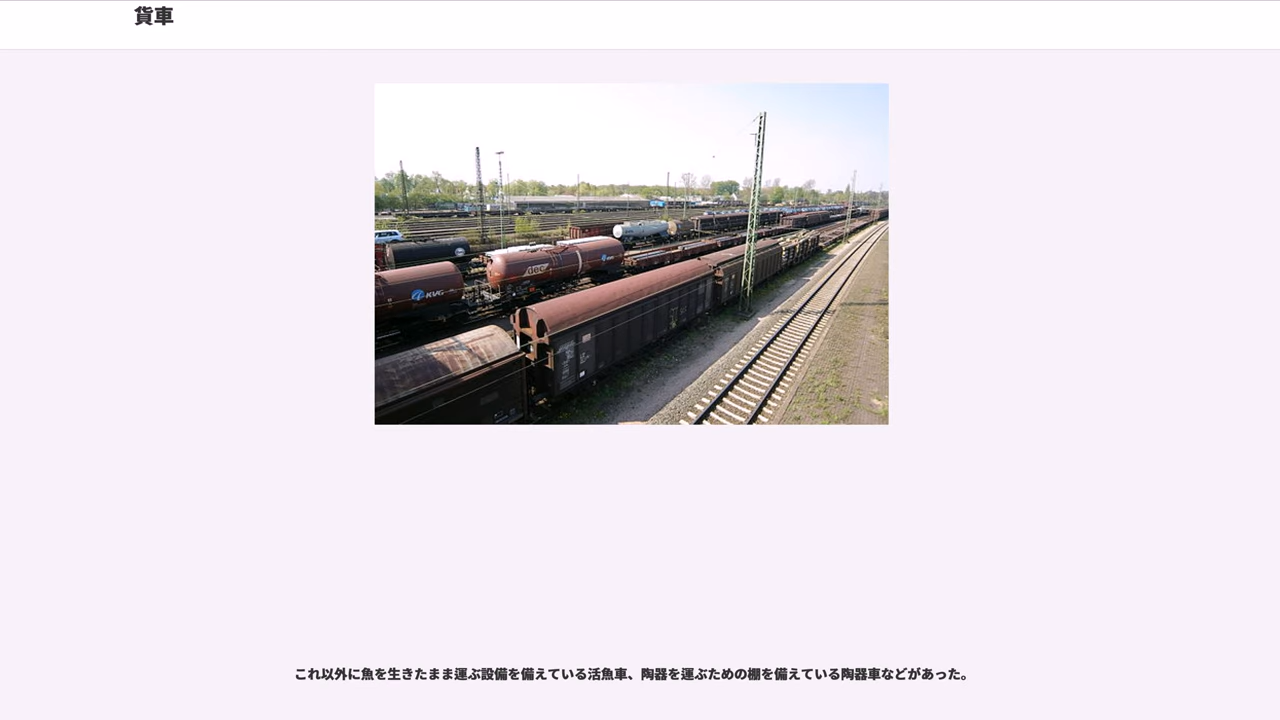 貨車
dec
KVG
これ以外に魚を生きたまま運ぶ設備を備えている活魚車、陶器を運ぶための棚を備えている陶器車などがあった。